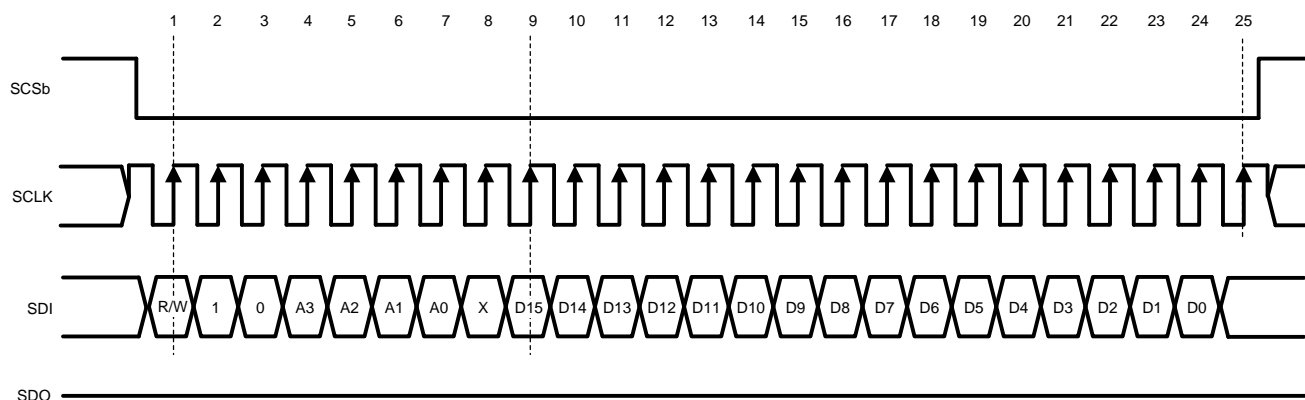 1 2 3 4 5 6 7 8 9 10 11 12 13 14 15 16 17 18 19 20 21 22 23 24 25
SCSb
SCLK
SDI R/W 1 0 A3 A2 A1 A0 X D15 D14 D13 D12 D11 D10 D9 D8 D7 D6 D5 D4 D3 D2 D1 D0
SDO